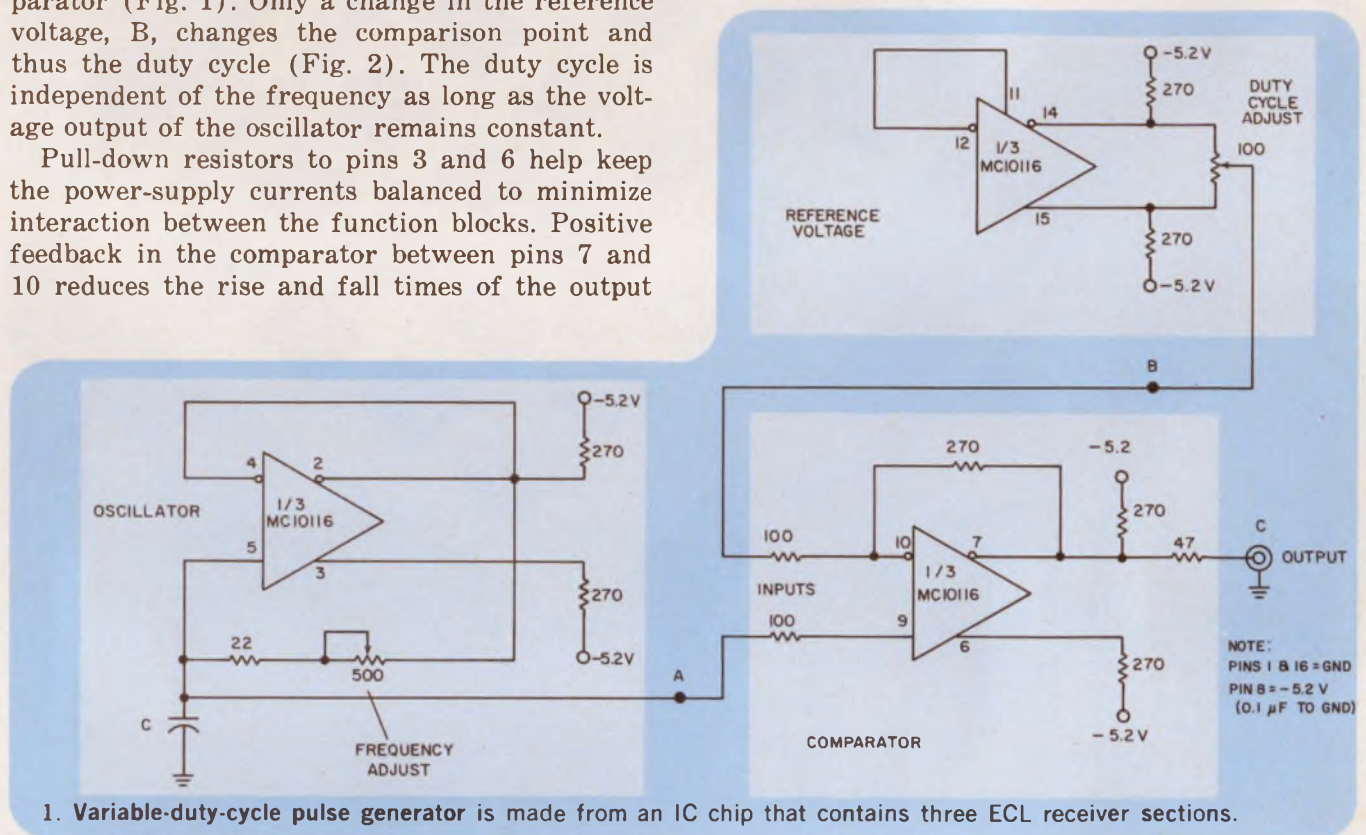 parator (Fig. 1). Only a change in the reference
voltage, B, changes the comparison point and
thus the duty cycle (Fig. 2). The duty cycle is
independent of the frequency as long as the volt-
age output of the oscillator remains constant.
Pull-down resistors to pins 3 and 6 help keep
the power-supply currents balanced to minimize
interaction between the function blocks. Positive
feedback in the comparator between pins 7 and
10 reduces the rise and fall times of the output
-5.2 V
270
DUTY
CYCLE
ADJUST
11
14
12
1/3
MC10116
100
15
REFERENCE
VOLTAGE
270
-5.2 V
B
-5.2 V
270
4
2
OSCILLATOR
1/3
MC10116
5
3
270
-5.2V
22
500
A
C
FREQUENCY
ADJUST
270
-5.2
270
100
10
7
47
C
OUTPUT
INPUTS
1/3
MC10116
100
9
6
270
-5.2 V
COMPARATOR
NOTE:
PINS 1 & 16 = GND
PIN 8 = -5.2 V
(0.1 µF TO GND)
1. Variable-duty-cycle pulse generator is made from an IC chip that contains three ECL receiver sections.